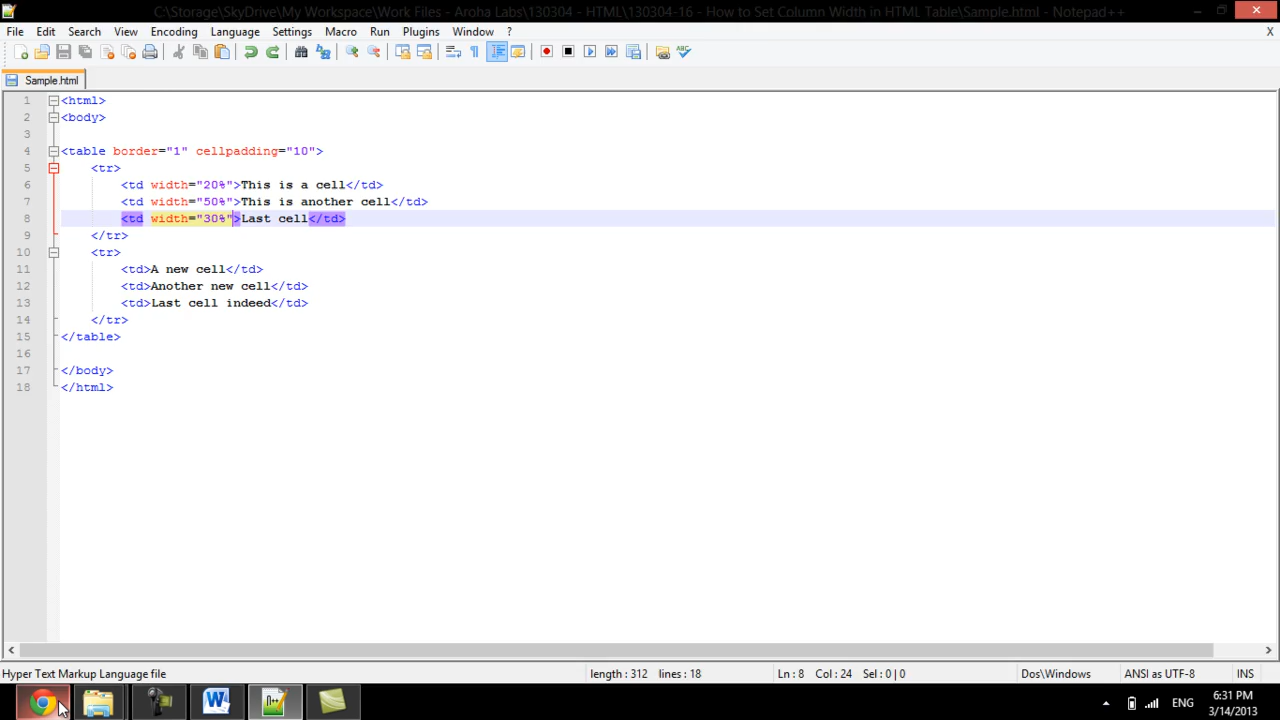 C:\Storage\SkyDrive\My Workspace\Work Files - Aroha Labs\130304 - HTML\130304-16 - How to Set Column Width in HTML Table\Sample.html - Notepad++
File Edit Search View Encoding Language Settings Macro Run Plugins Window ? X
Sample.html
1 <html>
2 <body>
3
4 <table border="1" cellpadding="10">
5 <tr>
6 <td width="20%">This is a cell</td>
7 <td width="50%">This is another cell</td>
8 <td width="30%">Last cell</td>
9 </tr>
10 <tr>
11 <td>A new cell</td>
12 <td>Another new cell</td>
13 <td>Last cell indeed</td>
14 </tr>
15 </table>
16
17 </body>
18 </html>
Hyper Text Markup Language file length : 312 lines : 18 Ln : 8 Col : 24 Sel : 0 | 0 Dos\Windows ANSI as UTF-8 INS
ENG 6:31 PM
3/14/2013